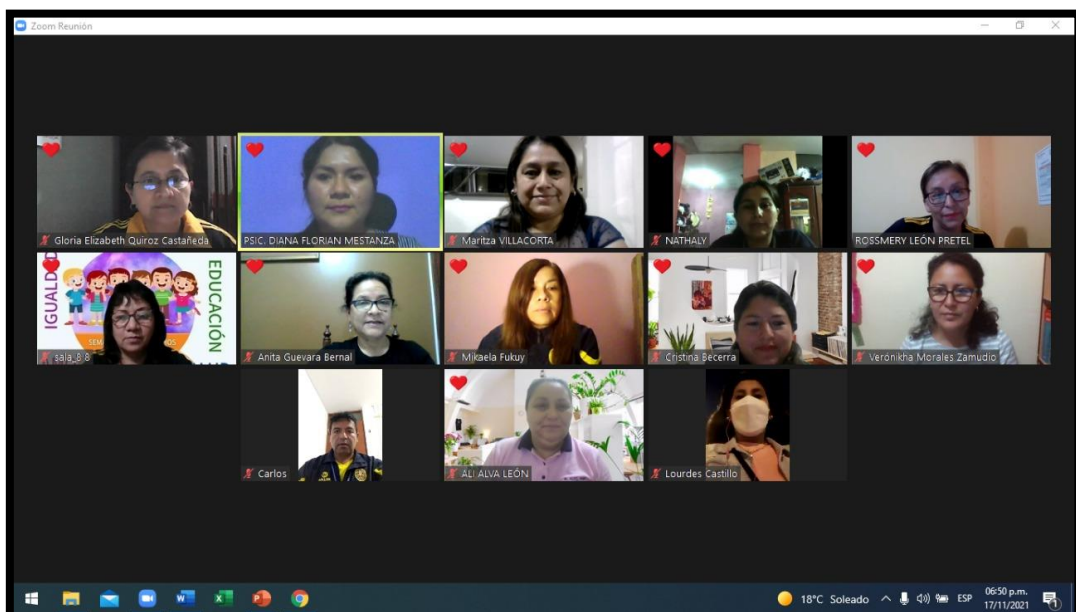 Zoom Reunión
Gloria Elizabeth Quiroz Castañeda
PSIC. DIANA FLORIAN MESTANZA
Maritza VILLACORTA
NATHALY
ROSSMERY LEÓN PRETEL
IGUALDAD
EDUCACIÓN
SEM
OS
sala_8 8
Anita Guevara Bernal
Mikaela Fukuy
Cristina Becerra
Verónikha Morales Zamudio
Carlos
ALI ALVA LEÓN
Lourdes Castillo
18°C Soleado
ESP
06:50 p.m.
17/11/2021